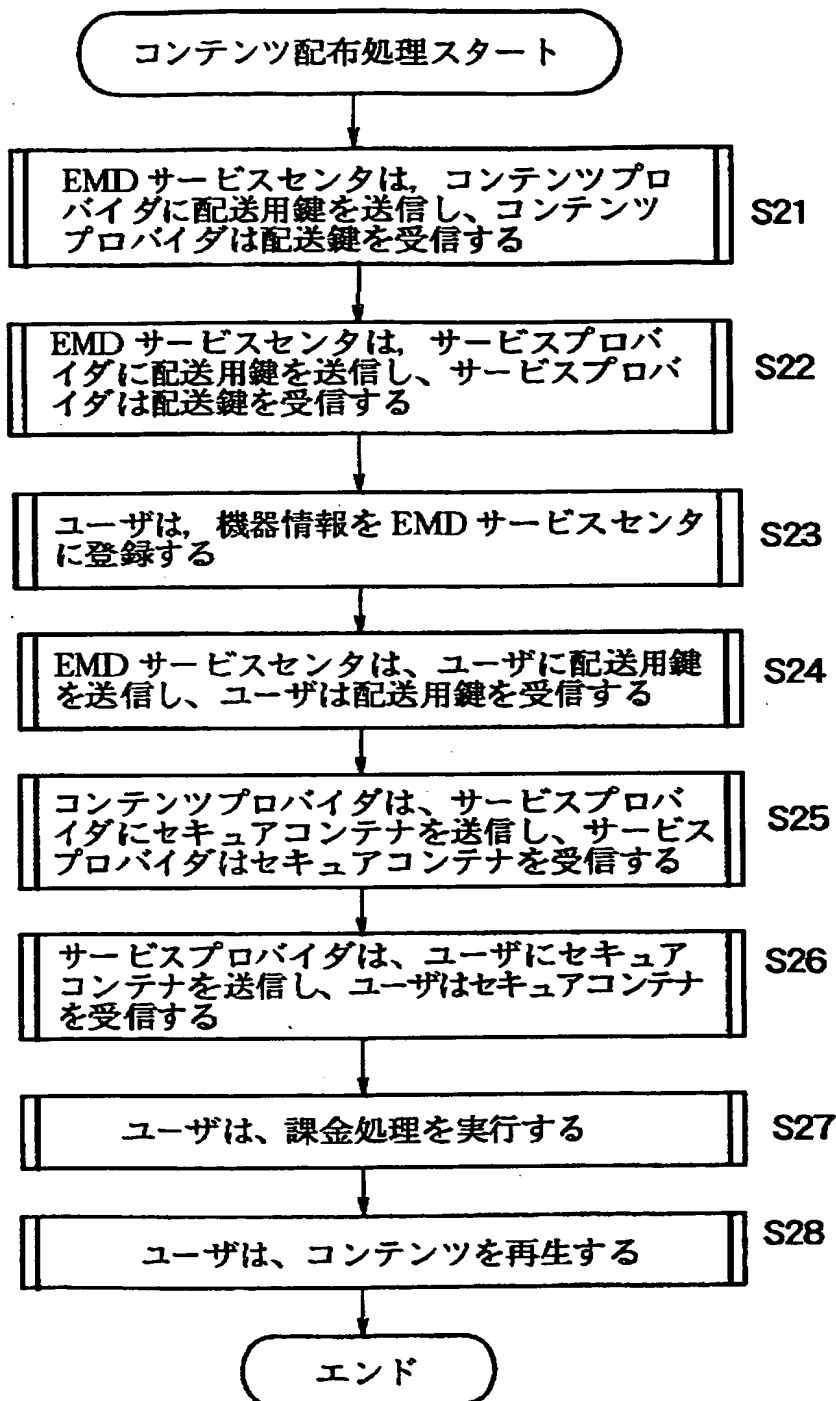 コンテンツ配布処理スタート
EMD サービスセンタは, コンテンツプロ
バイダに配送用鍵を送信し、コンテンツ
プロバイダは配送鍵を受信する
S21
EMD サービスセンタは, サービスプロバ
イダに配送用鍵を送信し、サービスプロバ
イダは配送鍵を受信する
S22
ユーザは, 機器情報を EMD サービスセンタ
に登録する
S23
EMD サービスセンタは、ユーザに配送用鍵
を送信し、ユーザは配送用鍵を受信する
S24
コンテンツプロバイダは、サービスプロバ
イダにセキュアコンテナを送信し、サービス
プロバイダはセキュアコンテナを受信する
S25
サービスプロバイダは、ユーザにセキュア
コンテナを送信し、ユーザはセキュアコンテナ
を受信する
S26
ユーザは、課金処理を実行する
S27
ユーザは、コンテンツを再生する
S28
エンド